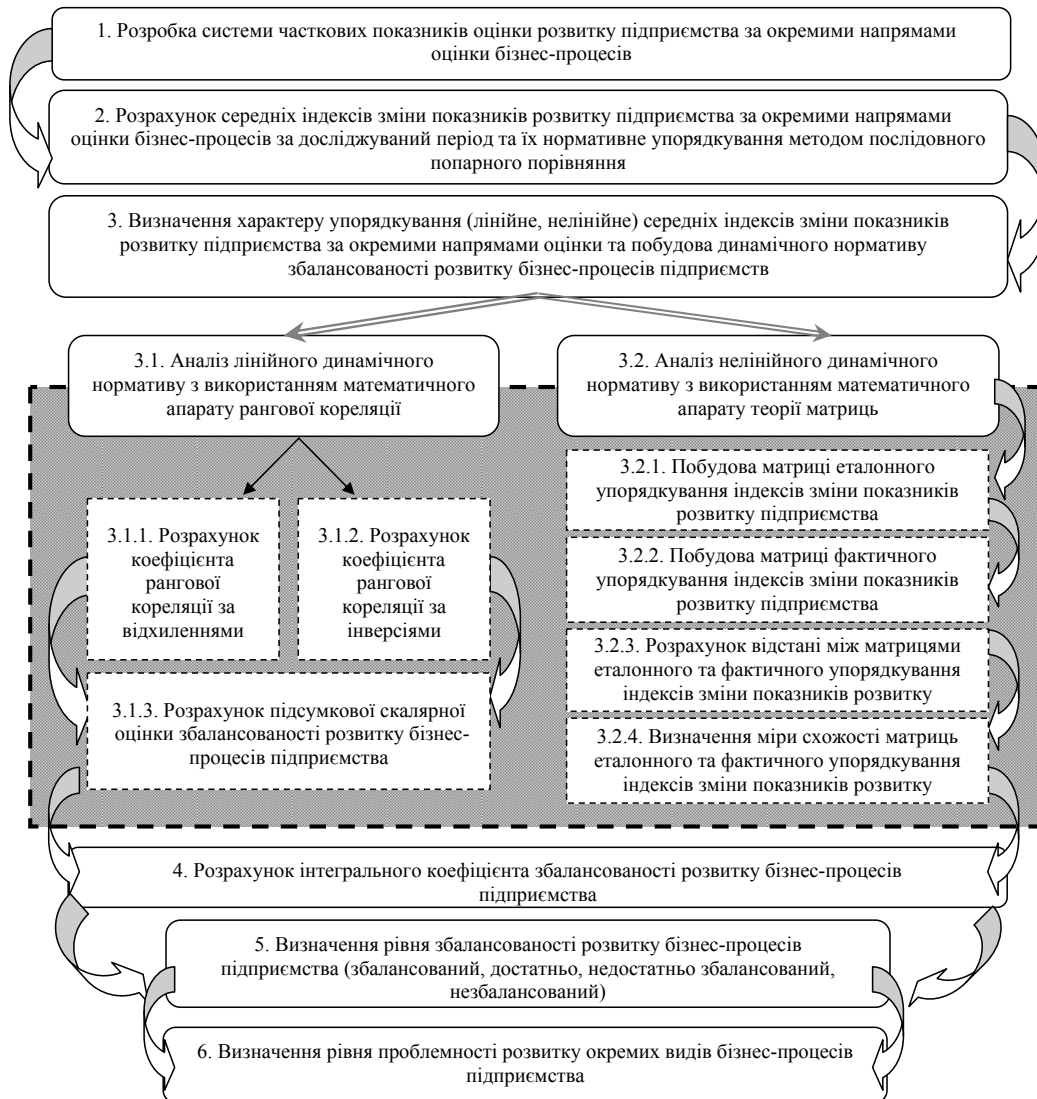 1. Розробка системи часткових показників оцінки розвитку підприємства за окремими напрямами
оцінки бізнес-процесів
2. Розрахунок середніх індексів зміни показників розвитку підприємства за окремими напрямами
оцінки бізнес-процесів за досліджуваний період та їх нормативне упорядкування методом послідовного
попарного порівняння
3. Визначення характеру упорядкування (лінійне, нелінійне) середніх індексів зміни показників
розвитку підприємства за окремими напрямами оцінки та побудова динамічного нормативу
збалансованості розвитку бізнес-процесів підприємств
3.1. Аналіз лінійного динамічного
нормативу з використанням математичного
апарату рангової кореляції
3.1.1. Розрахунок
коефіцієнта
рангової
кореляції за
відхиленнями
3.1.2. Розрахунок
коефіцієнта
рангової
кореляції за
інверсіями
3.1.3. Розрахунок підсумкової скалярної
оцінки збалансованості розвитку бізнес-
процесів підприємства
3.2. Аналіз нелінійного динамічного
нормативу з використанням математичного
апарату теорії матриць
3.2.1. Побудова матриці еталонного
упорядкування індексів зміни показників
розвитку підприємства
3.2.2. Побудова матриці фактичного
упорядкування індексів зміни показників
розвитку підприємства
3.2.3. Розрахунок відстані між матрицями
еталонного та фактичного упорядкування
індексів зміни показників розвитку
3.2.4. Визначення міри схожості матриць
еталонного та фактичного упорядкування
індексів зміни показників розвитку
4. Розрахунок інтегрального коефіцієнта збалансованості розвитку бізнес-процесів
підприємства
5. Визначення рівня збалансованості розвитку бізнес-процесів
підприємства (збалансований, достатньо, недостатньо збалансований,
незбалансований)
6. Визначення рівня проблемності розвитку окремих видів бізнес-процесів
підприємства